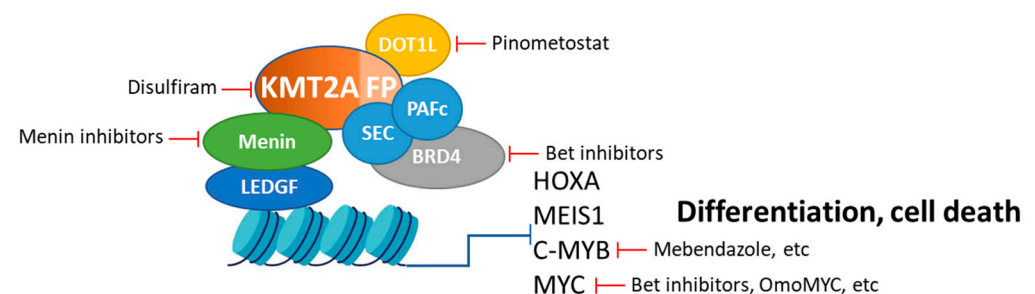 DOT1L
Pinometostat
Disulfiram
KMT2A FP
PAFc
Menin inhibitors
Menin
SEC
BRD4
Bet inhibitors
LEDGF
HOXA
MEIS1
Differentiation, cell death
C-MYB
Mebendazole, etc
MYC
Bet inhibitors, OmoMYC, etc